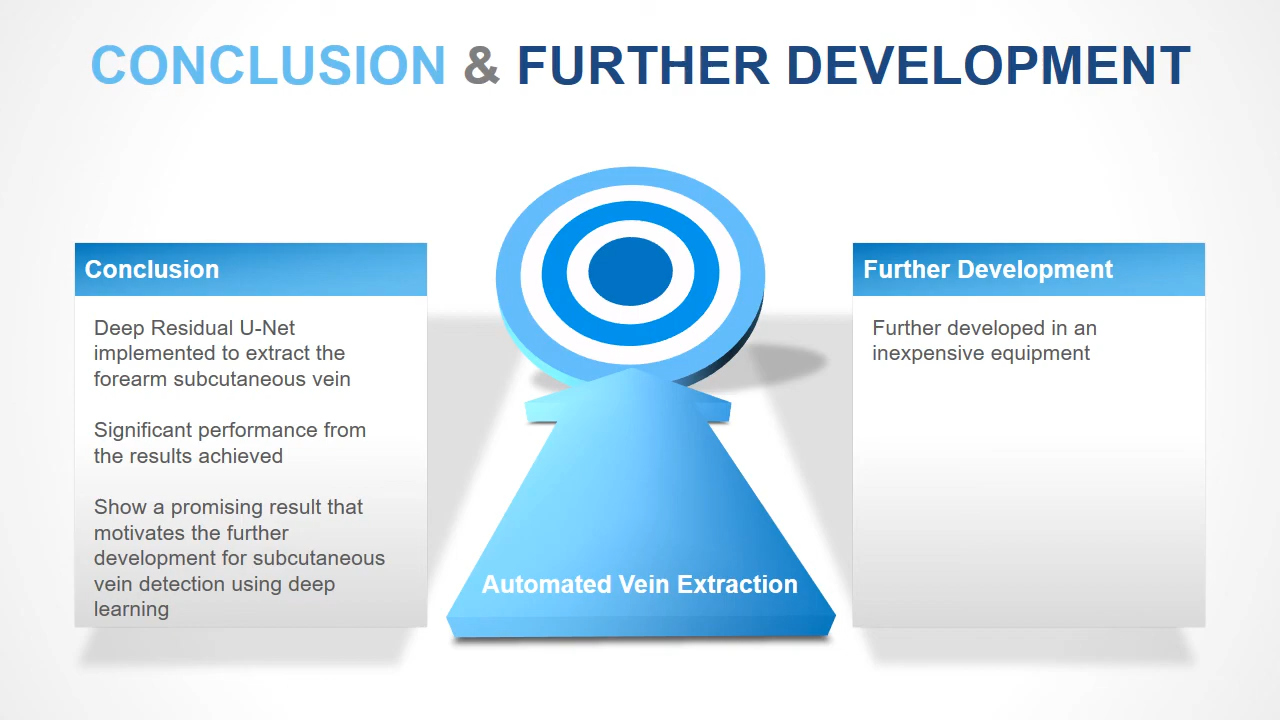 CONCLUSION & FURTHER DEVELOPMENT
Conclusion
Deep Residual U-Net
implemented to extract the
forearm subcutaneous vein
Significant performance from
the results achieved
Show a promising result that
motivates the further
development for subcutaneous
vein detection using deep
learning
Automated Vein Extraction
Further Development
Further developed in an
inexpensive equipment